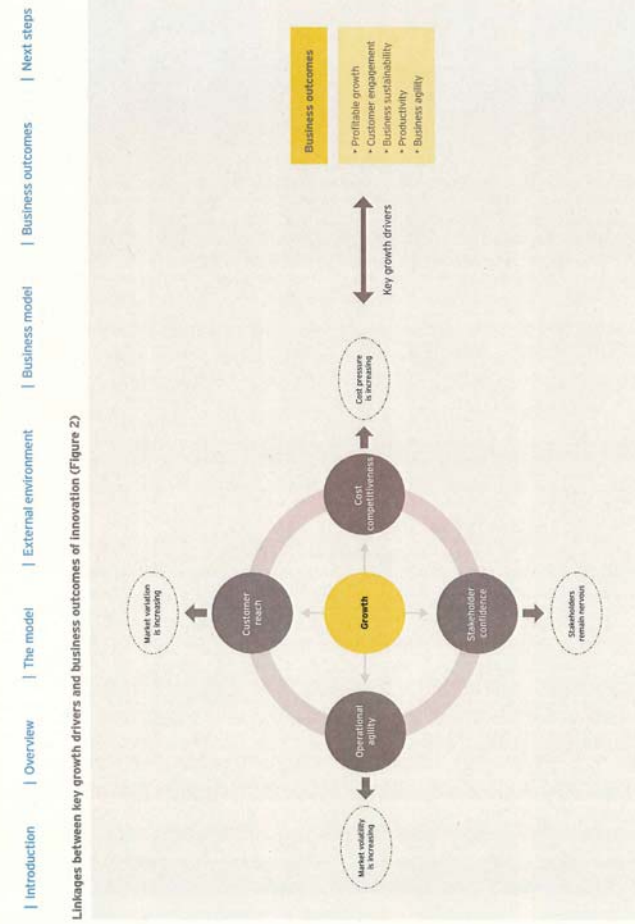 | Introduction | Overview | The model | External environment | Business model | Business outcomes | Next steps
Linkages between key growth drivers and business outcomes of innovation (Figure 2)
Market variation
is increasing
Customer
reach
Market volatility
is increasing
Operational
agility
Growth
Cost
competitiveness
Cost pressure
is increasing
Stakeholder
confidence
Stakeholders
remain nervous
Key growth drivers
Business outcomes
• Profitable growth
• Customer engagement
• Business sustainability
• Productivity
• Business agility